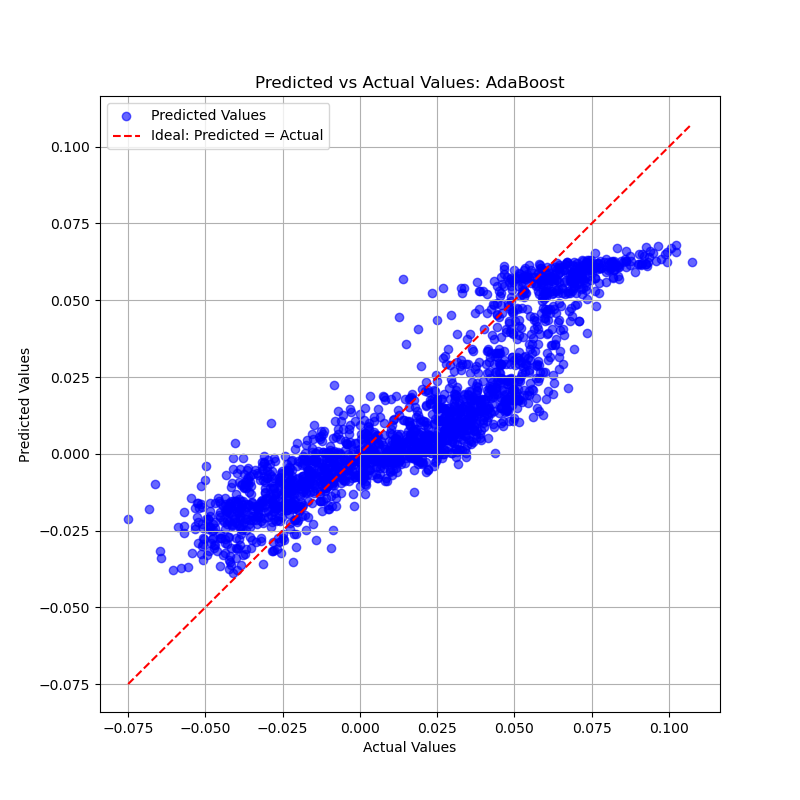 Predicted vs Actual Values: AdaBoost
Predicted Values
Ideal: Predicted = Actual
0.100
0.075
0.050
0.025
0.000
−0.025
−0.050
−0.075
Predicted Values
−0.075 −0.050 −0.025 0.000 0.025 0.050 0.075 0.100
Actual Values